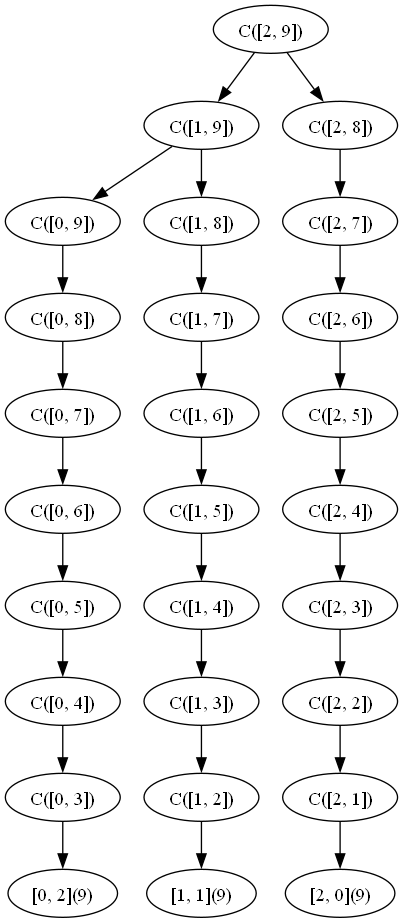 C([2, 9])
C([1, 9])
C([2, 8])
C([0, 9])
C([1, 8])
C([2, 7])
C([0, 8])
C([1, 7])
C([2, 6])
C([0, 7])
C([1, 6])
C([2, 5])
C([0, 6])
C([1, 5])
C([2, 4])
C([0, 5])
C([1, 4])
C([2, 3])
C([0, 4])
C([1, 3])
C([2, 2])
C([0, 3])
C([1, 2])
C([2, 1])
[0, 2](9)
[1, 1](9)
[2, 0](9)